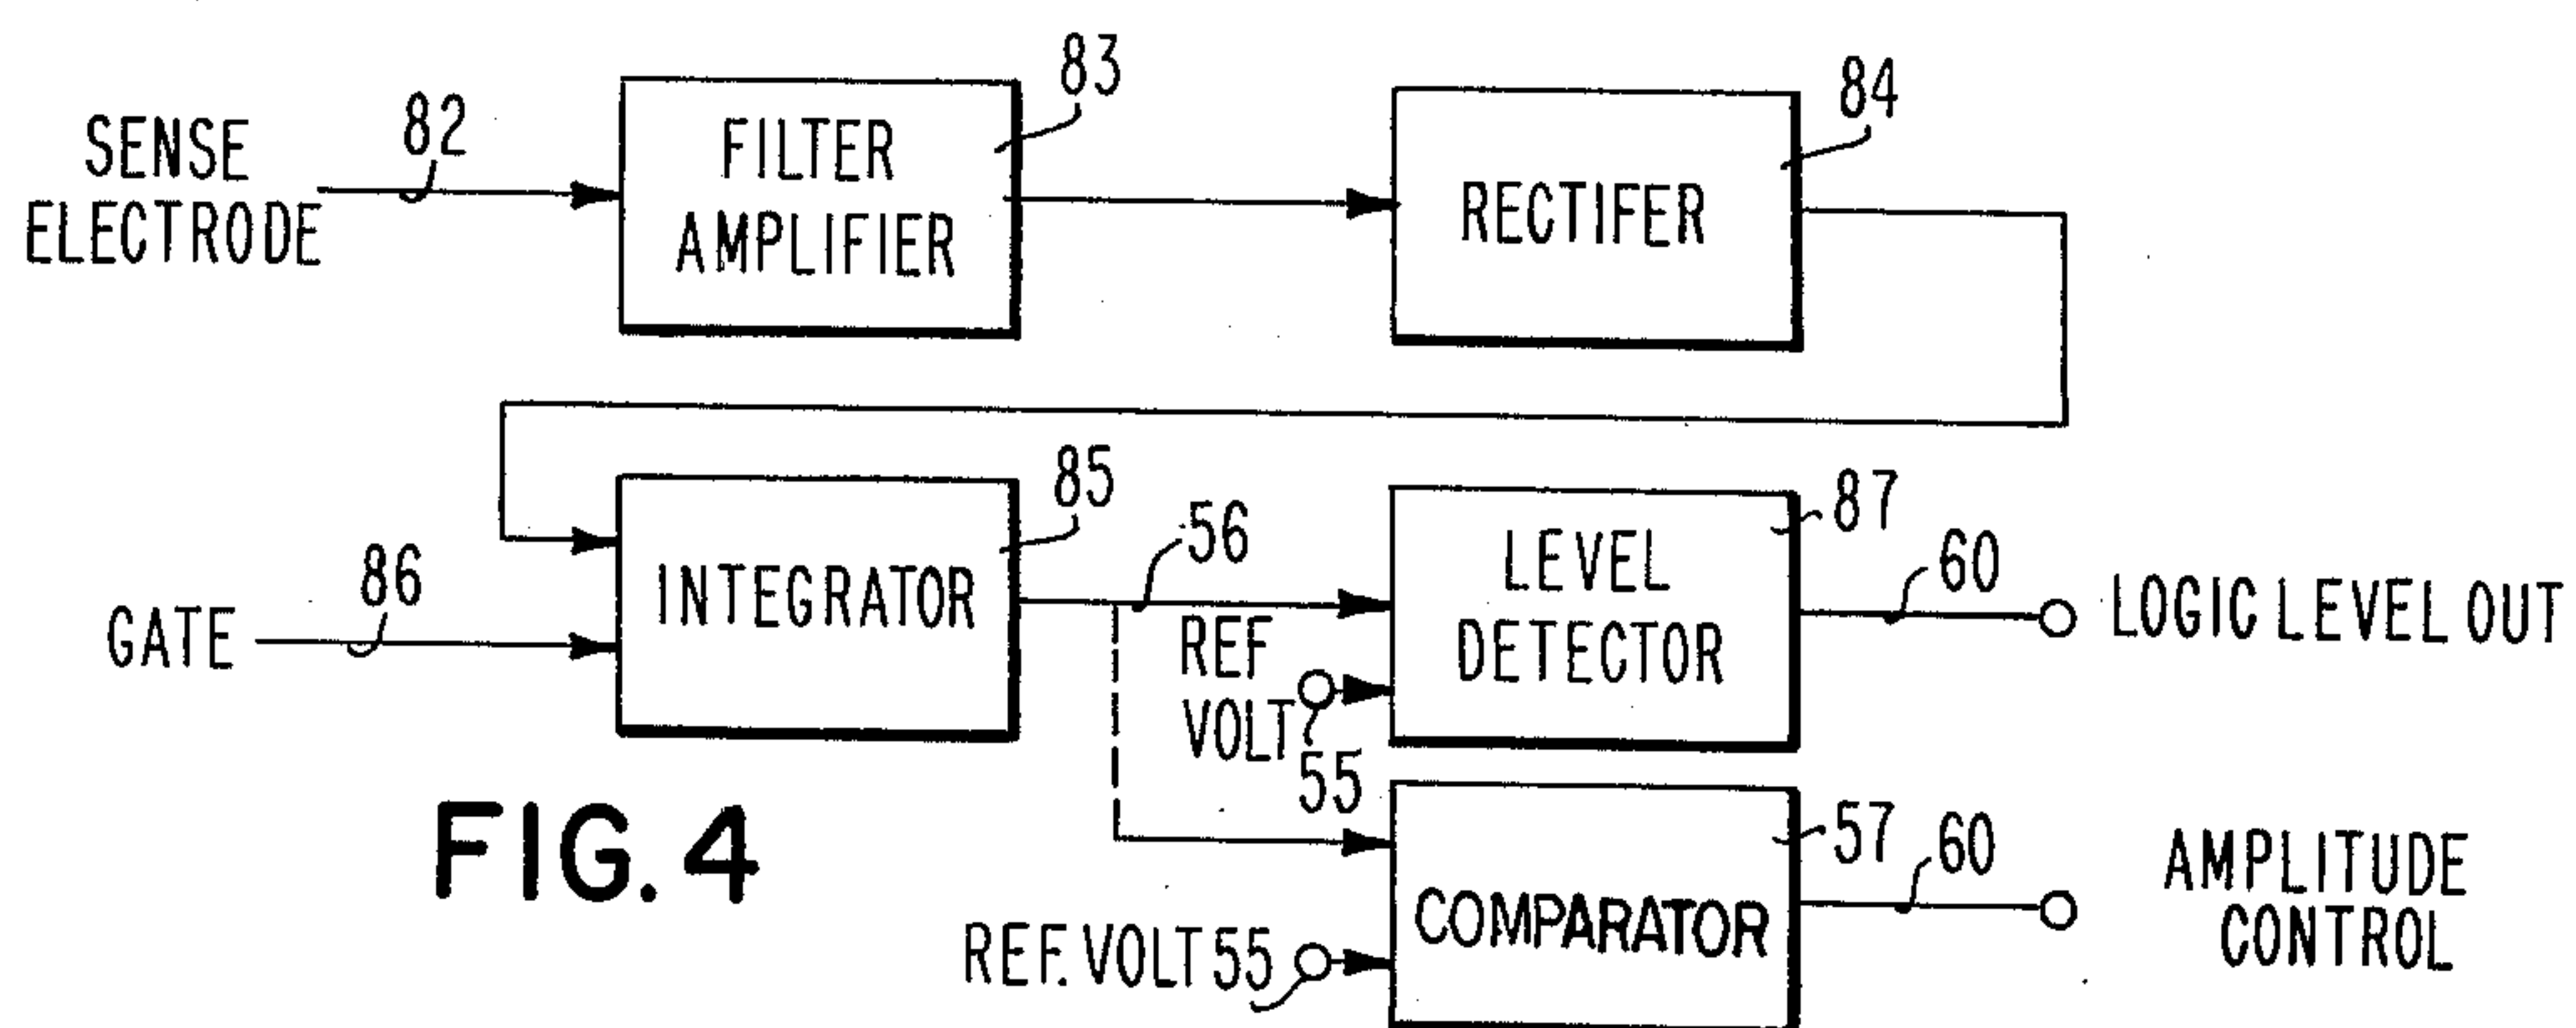 83
84
82
SENSE
ELECTRODE
FILTER
AMPLIFIER
RECTIFER
85
87
56
60
86
GATE
INTEGRATOR
LEVEL
DETECTOR
LOGIC LEVEL OUT
REF
VOLT
55
FIG. 4
57
60
AMPLITUDE
CONTROL
COMPARATOR
REF. VOLT 55